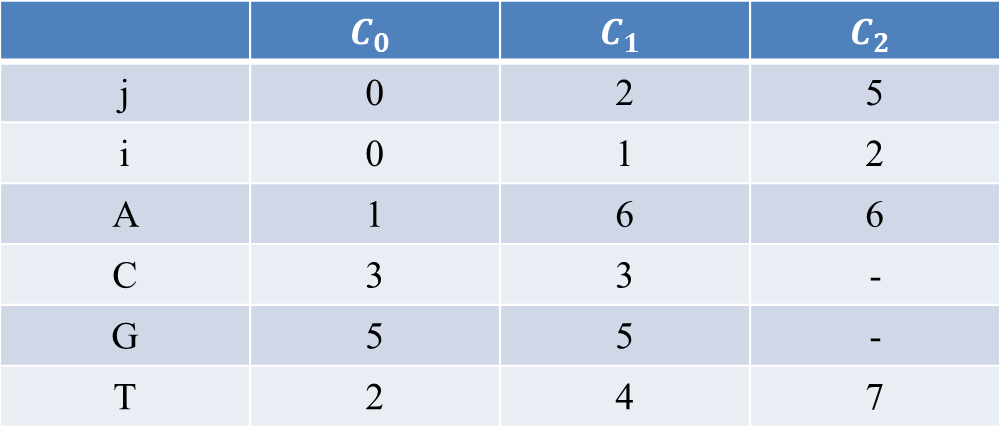 C₀ C₁ C₂
j 0 2 5
i 0 1 2
A 1 6 6
C 3 3 -
G 5 5 -
T 2 4 7